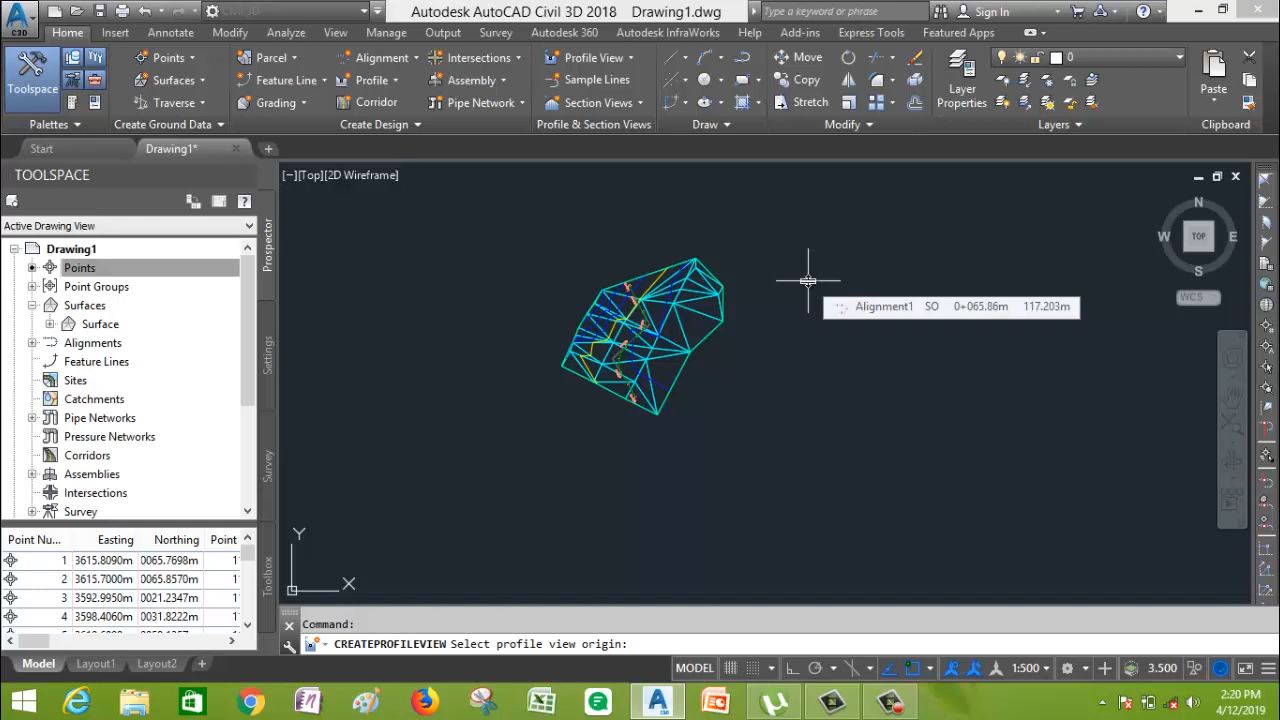 C3D Civil 3D Autodesk AutoCAD Civil 3D 2018 Drawing1.dwg Type a keyword or phrase Sign In
Home Insert Annotate Modify Analyze View Manage Output Survey Autodesk 360 Autodesk InfraWorks Help Add-ins Express Tools Featured Apps
Toolspace
Points Surfaces Traverse
Parcel Feature Line Grading
Alignment Profile Corridor
Intersections Assembly Pipe Network
Profile View Sample Lines Section Views
Move Copy Stretch
Layer Properties
0
Paste
Palettes Create Ground Data Create Design Profile & Section Views Draw Modify Layers Clipboard
Start Drawing1*
TOOLSPACE
[−][Top][2D Wireframe]
Active Drawing View
Drawing1
Points
Point Groups
Surfaces
Surface
Alignments
Feature Lines
Sites
Catchments
Pipe Networks
Pressure Networks
Corridors
Assemblies
Intersections
Survey
Prospector
Settings
Survey
Toolbox
N
W TOP E
S
WCS
Alignment1 SO 0+065.86m 117.203m
Y
X
Point Nu... Easting Northing Point
1 3615.8090m 0065.7698m 1
2 3615.7000m 0065.8570m 1
3 3592.9950m 0021.2347m 1
4 3598.4060m 0031.8222m 1
Command:
CREATEPROFILEVIEW Select profile view origin:
Model Layout1 Layout2
MODEL 1:500 3.500
2:20 PM
4/12/2019